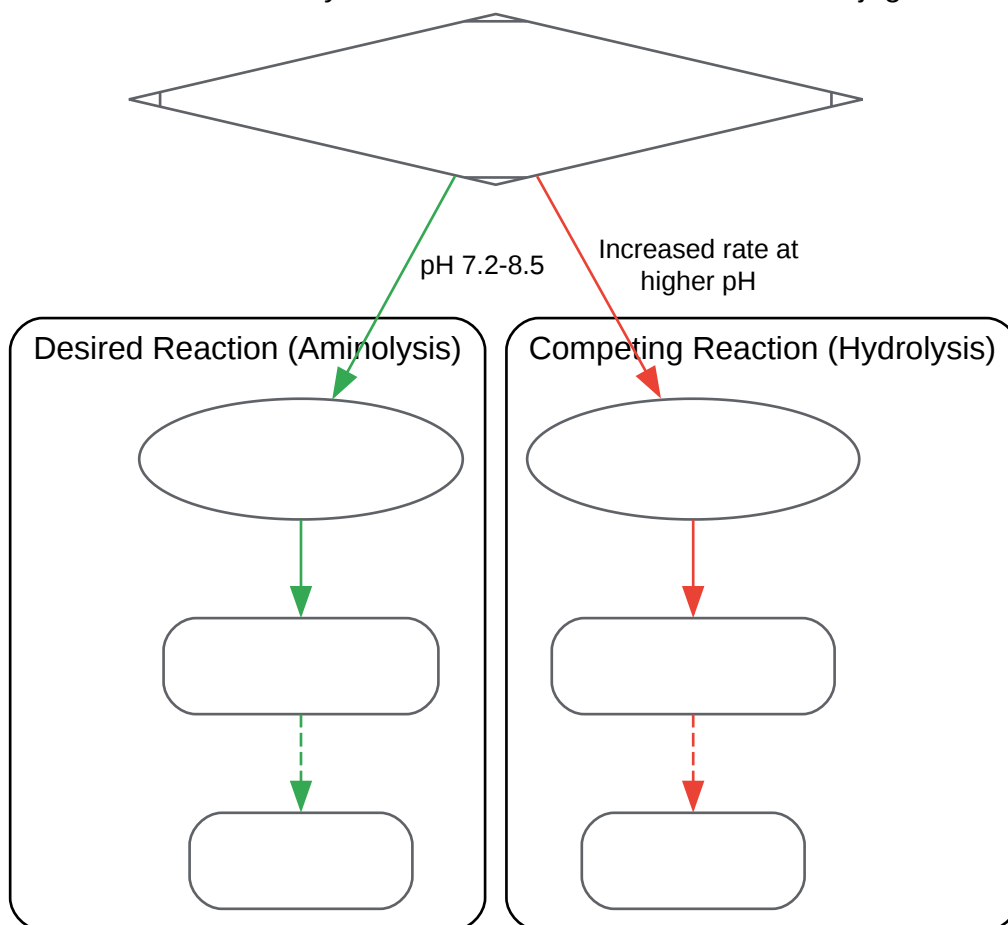 pH 7.2-8.5
Increased rate at
higher pH
Desired Reaction (Aminolysis)
Competing Reaction (Hydrolysis)